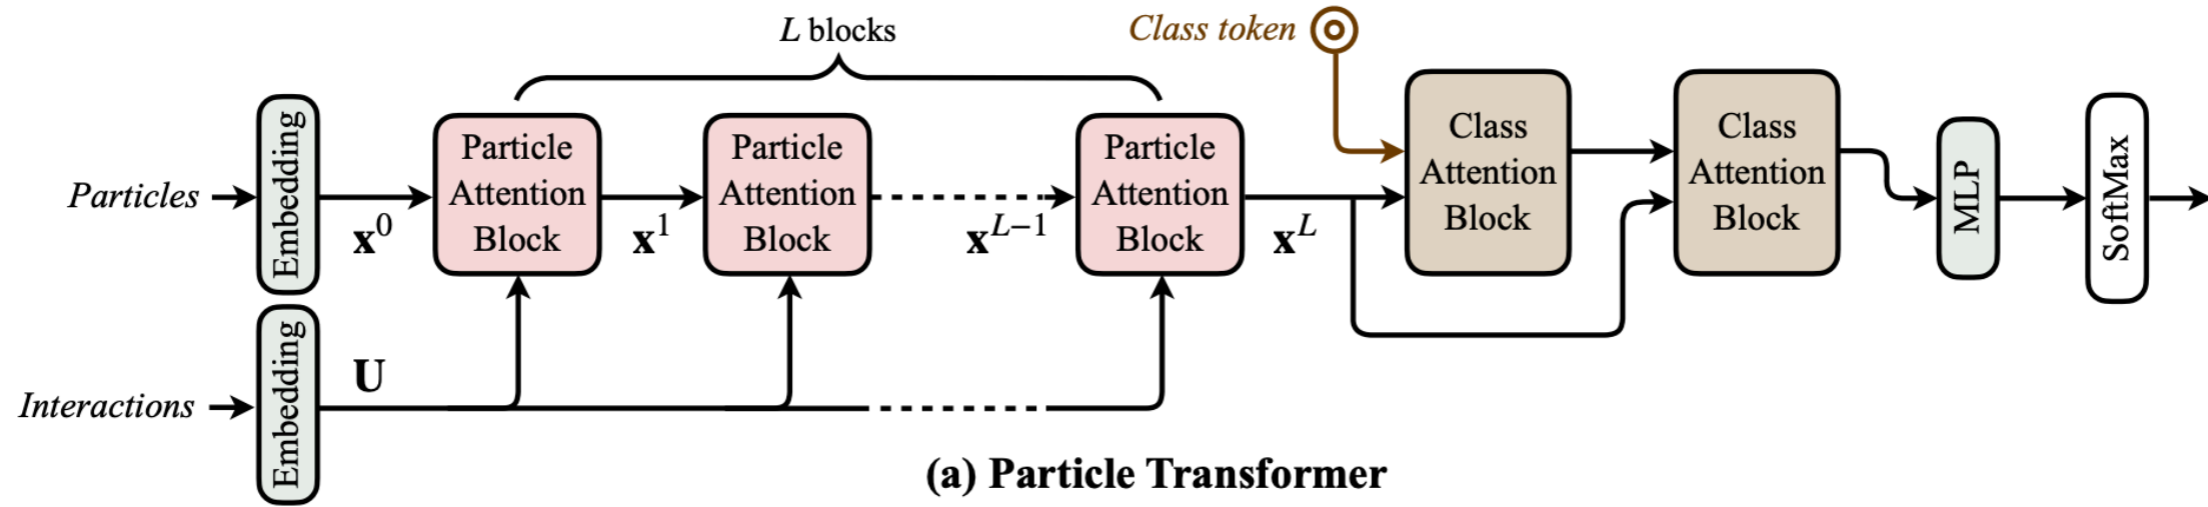 L blocks
Class token
Particles
Embedding
x⁰
Particle
Attention
Block
x¹
Particle
Attention
Block
xᴸ⁻¹
Particle
Attention
Block
xᴸ
Class
Attention
Block
Class
Attention
Block
MLP
SoftMax
Interactions
Embedding
U
(a) Particle Transformer